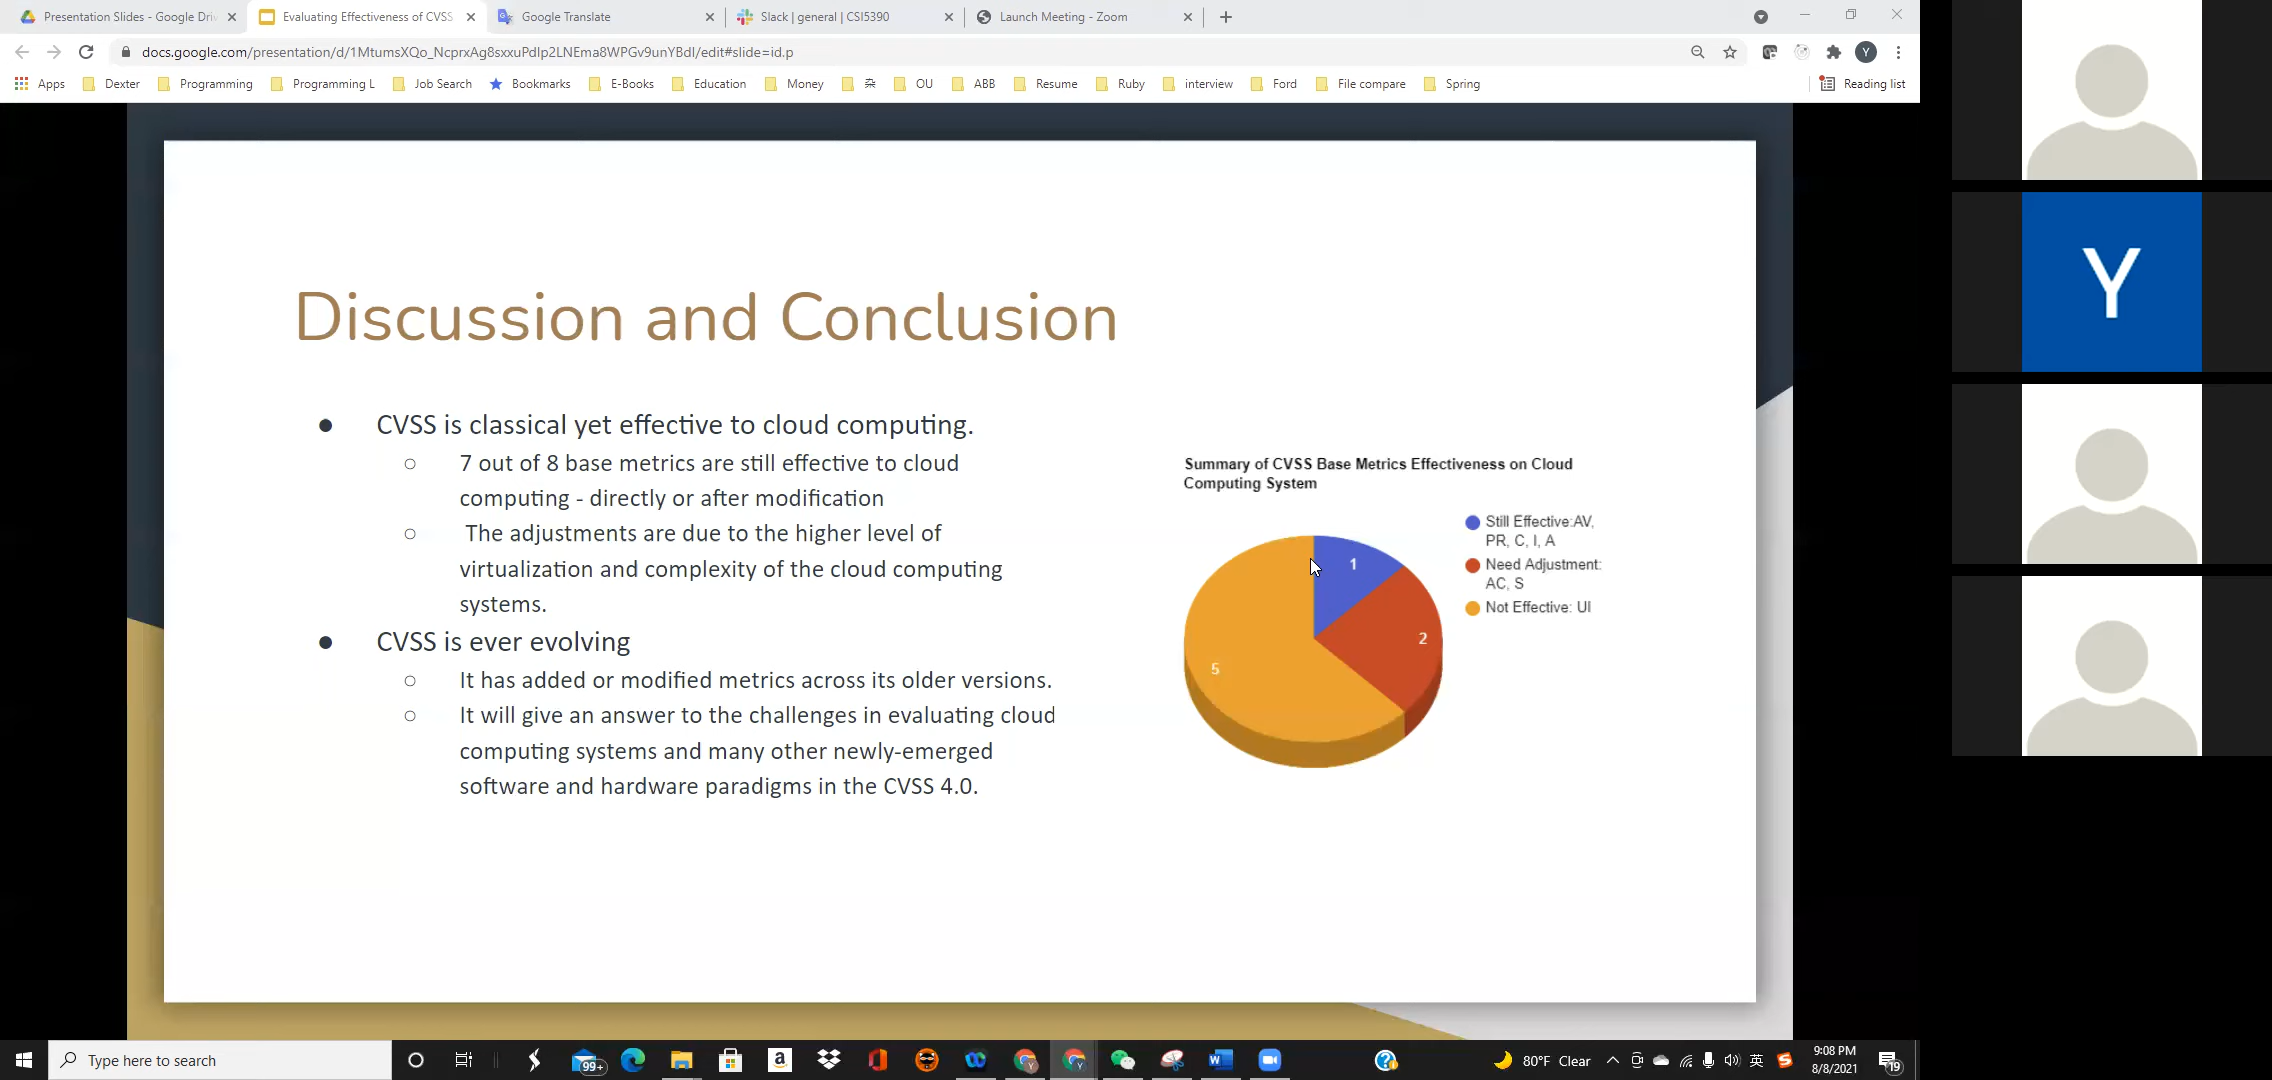 Presentation Slides - Google Driv
Evaluating Effectiveness of CVSS
Google Translate
Slack | general | CSI5390
Launch Meeting - Zoom
docs.google.com/presentation/d/1MtumsXQo_NcprxAg8sxxuPdIp2LNEma8WPGv9unYBdI/edit#slide=id.p
Y
Apps
Dexter
Programming
Programming L
Job Search
Bookmarks
E-Books
Education
Money
杂
OU
ABB
Resume
Ruby
interview
Ford
File compare
Spring
Reading list
Y
Discussion and Conclusion
● CVSS is classical yet effective to cloud computing.
○ 7 out of 8 base metrics are still effective to cloud
computing - directly or after modification
○ The adjustments are due to the higher level of
virtualization and complexity of the cloud computing
systems.
● CVSS is ever evolving
○ It has added or modified metrics across its older versions.
○ It will give an answer to the challenges in evaluating cloud
computing systems and many other newly-emerged
software and hardware paradigms in the CVSS 4.0.
Summary of CVSS Base Metrics Effectiveness on Cloud
Computing System
1
2
5
Still Effective:AV,
PR, C, I, A
Need Adjustment:
AC, S
Not Effective: UI
Type here to search
99+
80°F Clear
英
9:08 PM
8/8/2021
19